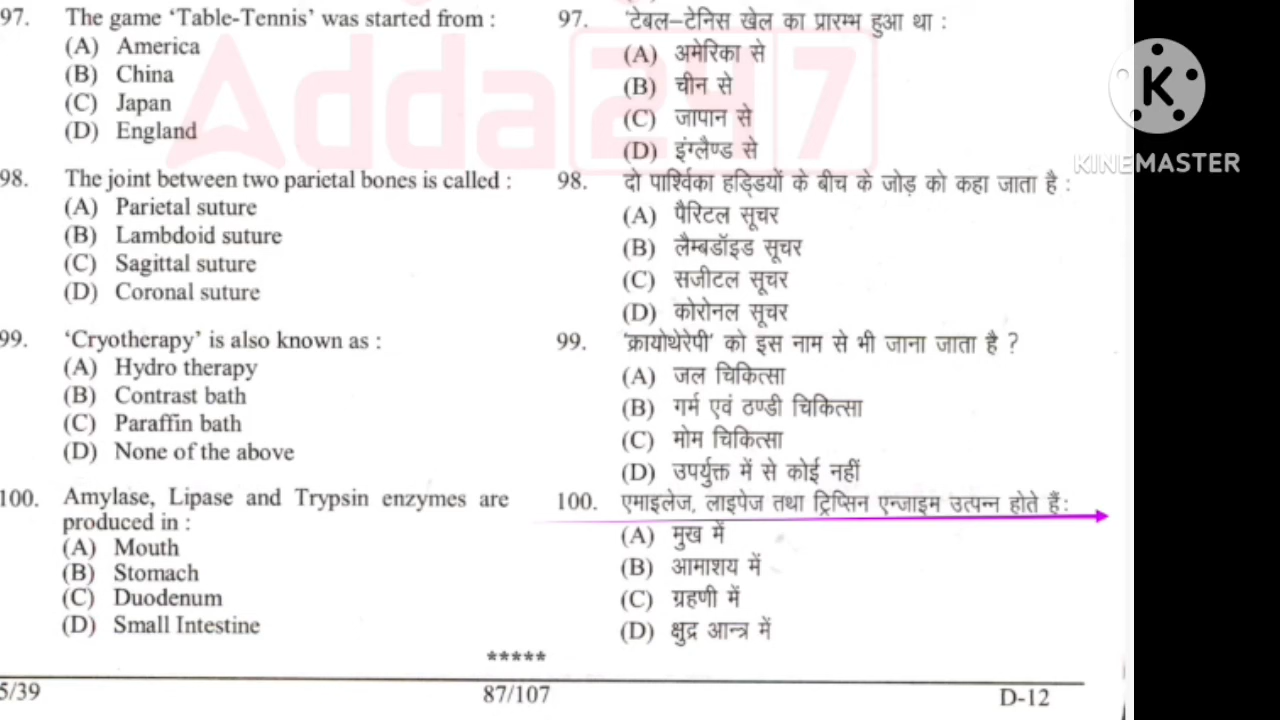 97. The game ‘Table-Tennis’ was started from :
(A) America
(B) China
(C) Japan
(D) England
98. The joint between two parietal bones is called :
(A) Parietal suture
(B) Lambdoid suture
(C) Sagittal suture
(D) Coronal suture
99. ‘Cryotherapy’ is also known as :
(A) Hydro therapy
(B) Contrast bath
(C) Paraffin bath
(D) None of the above
100. Amylase, Lipase and Trypsin enzymes are
produced in :
(A) Mouth
(B) Stomach
(C) Duodenum
(D) Small Intestine
97. ‘टेबल–टेनिस खेल का प्रारम्भ हुआ था :
(A) अमेरिका से
(B) चीन से
(C) जापान से
(D) इंग्लैण्ड से
98. दो पार्श्विका हड्डियों के बीच के जोड़ को कहा जाता है :
(A) पैरिटल सूचर
(B) लैम्बडॉइड सूचर
(C) सजीटल सूचर
(D) कोरोनल सूचर
99. ‘क्रायोथेरेपी’ को इस नाम से भी जाना जाता है ?
(A) जल चिकित्सा
(B) गर्म एवं ठण्डी चिकित्सा
(C) मोम चिकित्सा
(D) उपर्युक्त में से कोई नहीं
100. एमाइलेज, लाइपेज तथा ट्रिप्सिन एन्जाइम उत्पन्न होते हैं:
(A) मुख में
(B) आमाशय में
(C) ग्रहणी में
(D) क्षुद्र आन्त्र में
*****
5/39
87/107
D-12
Adda247
K
KINEMASTER